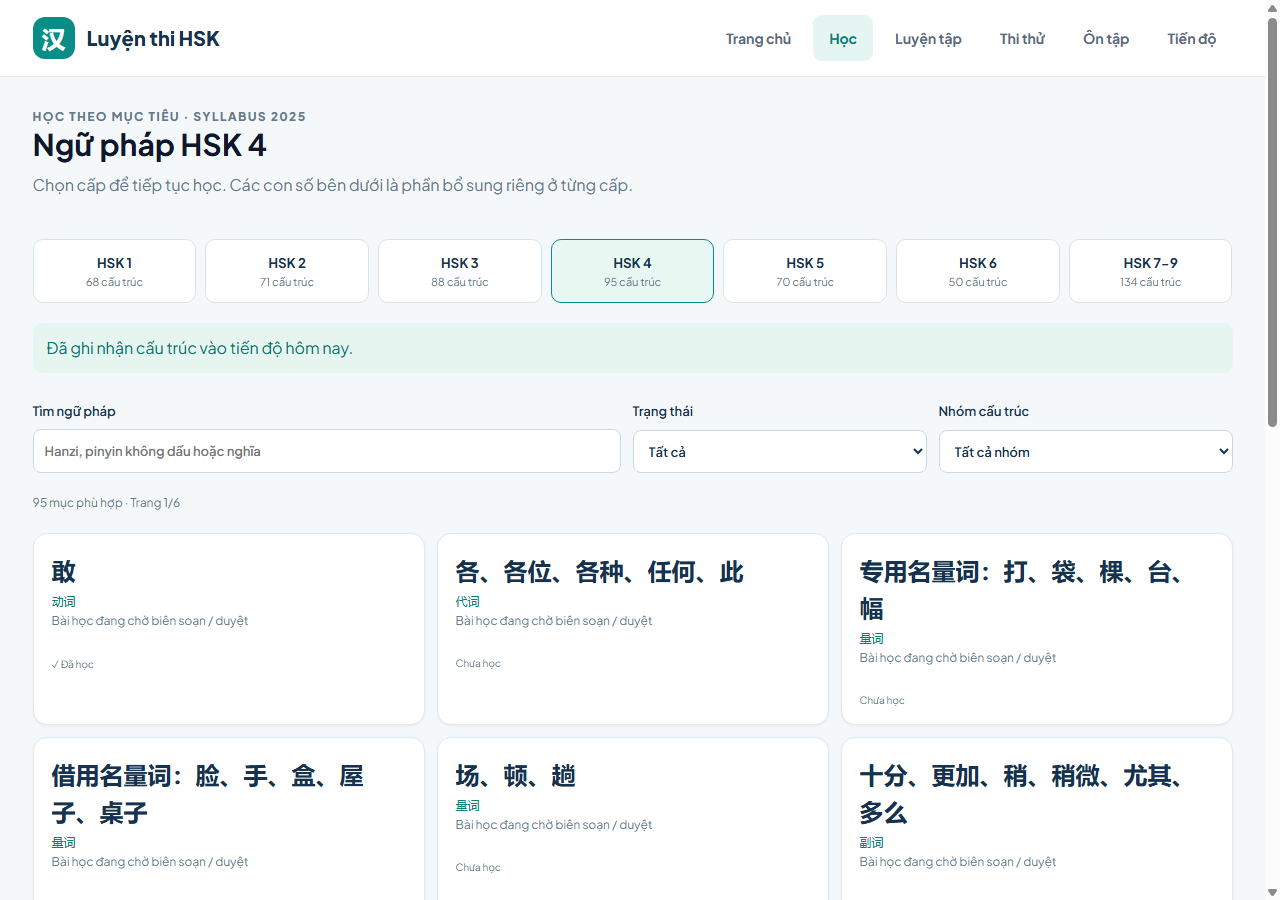 汉 Luyện thi HSK
Trang chủ Học Luyện tập Thi thử Ôn tập Tiến độ
HỌC THEO MỤC TIÊU · SYLLABUS 2025
Ngữ pháp HSK 4
Chọn cấp để tiếp tục học. Các con số bên dưới là phần bổ sung riêng ở từng cấp.
HSK 1 HSK 2 HSK 3 HSK 4 HSK 5 HSK 6 HSK 7–9
68 cấu trúc 71 cấu trúc 88 cấu trúc 95 cấu trúc 70 cấu trúc 50 cấu trúc 134 cấu trúc
Đã ghi nhận cấu trúc vào tiến độ hôm nay.
Tìm ngữ pháp Trạng thái Nhóm cấu trúc
Hanzi, pinyin không dấu hoặc nghĩa Tất cả Tất cả nhóm
95 mục phù hợp · Trang 1/6
敢
动词
Bài học đang chờ biên soạn / duyệt
✓ Đã học
各、各位、各种、任何、此
代词
Bài học đang chờ biên soạn / duyệt
Chưa học
专用名量词：打、袋、棵、台、
幅
量词
Bài học đang chờ biên soạn / duyệt
Chưa học
借用名量词：脸、手、盒、屋
子、桌子
量词
Bài học đang chờ biên soạn / duyệt
场、顿、趟
量词
Bài học đang chờ biên soạn / duyệt
Chưa học
十分、更加、稍、稍微、尤其、
多么
副词
Bài học đang chờ biên soạn / duyệt